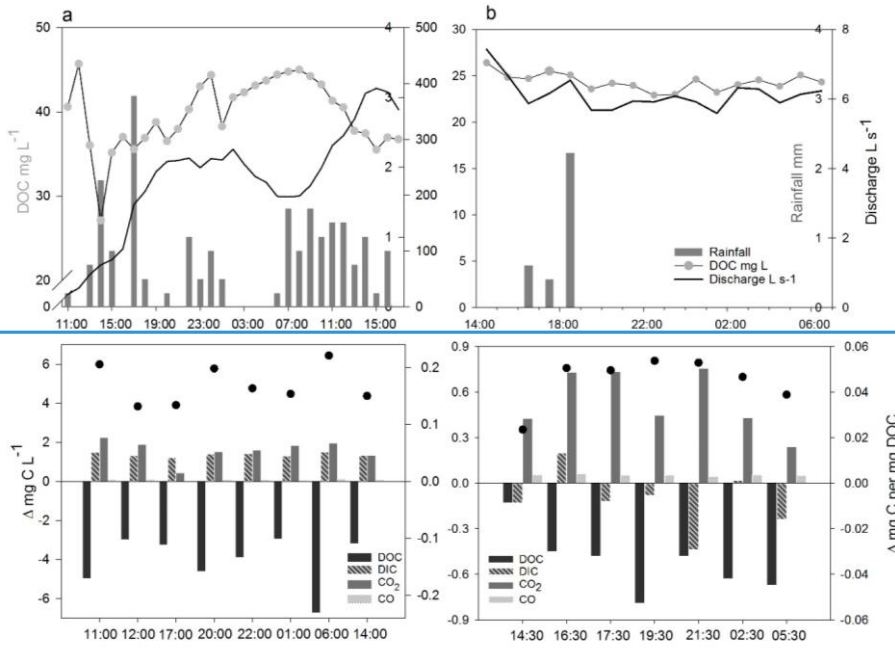 a
50
40
30
20
0
DOC mg L⁻¹
4
3
2
1
0
500
400
300
200
100
0
11:00 15:00 19:00 23:00 03:00 07:00 11:00 15:00
b
30
25
20
15
10
5
0
4
3
2
1
0
Rainfall mm
8
6
4
2
0
Discharge L s⁻¹
Rainfall
DOC mg L
Discharge L s-1
14:00 18:00 22:00 02:00 06:00
Δ mg C L⁻¹
6
4
2
0
-2
-4
-6
0.2
0.1
0.0
-0.1
-0.2
DOC
DIC
CO₂
CO
11:00 12:00 17:00 20:00 22:00 01:00 06:00 14:00
0.9
0.6
0.3
0.0
-0.3
-0.6
-0.9
0.06
0.04
0.02
0.00
-0.02
-0.04
-0.06
Δ mg C per mg DOC
DOC
DIC
CO₂
CO
14:30 16:30 17:30 19:30 21:30 02:30 05:30